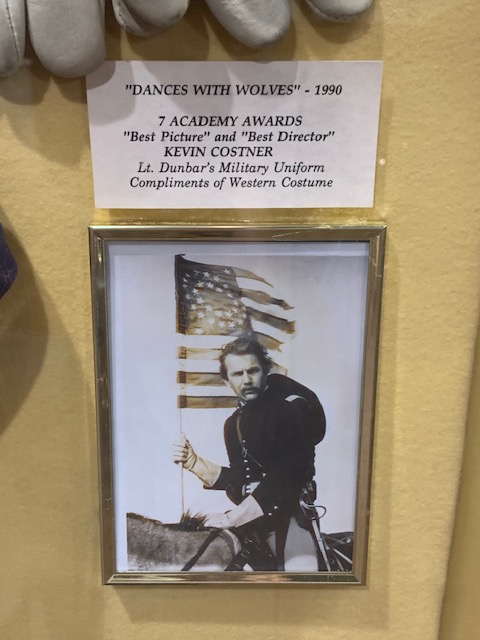 "DANCES WITH WOLVES" - 1990
7 ACADEMY AWARDS
"Best Picture" and "Best Director"
KEVIN COSTNER
Lt. Dunbar's Military Uniform
Compliments of Western Costume